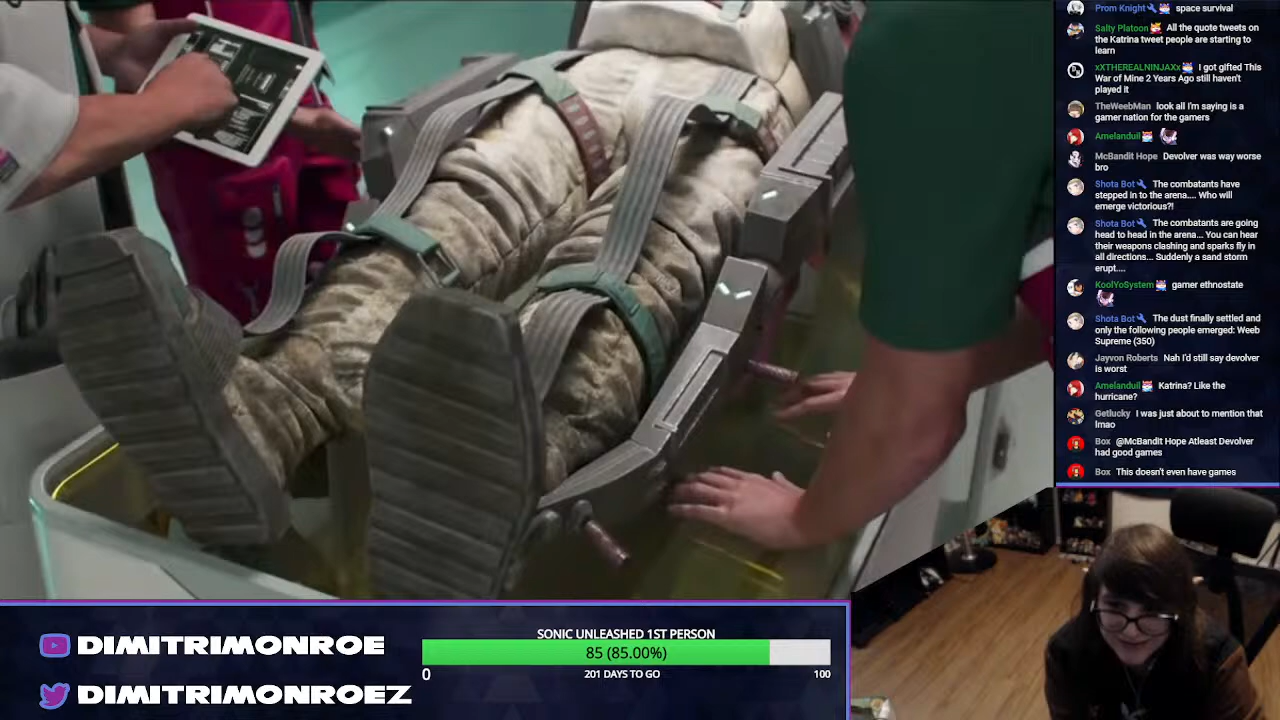 Prom Knight space survival
Salty Platoon All the quote tweets on
the Katrina tweet people are starting to
learn
xXTHEREALNINJAXx I got gifted This
War of Mine 2 Years Ago still haven't
played it
TheWeebMan look all I'm saying is a
gamer nation for the gamers
Amelanduil
McBandit Hope Devolver was way worse
bro
Shota Bot The combatants have
stepped in to the arena.... Who will
emerge victorious?!
Shota Bot The combatants are going
head to head in the arena... You can hear
their weapons clashing and sparks fly in
all directions... Suddenly a sand storm
erupt....
KoolYoSystem gamer ethnostate
Shota Bot The dust finally settled and
only the following people emerged: Weeb
Supreme (350)
Jayvon Roberts Nah I'd still say devolver
is worst
Amelanduil Katrina? Like the
hurricane?
Getlucky I was just about to mention that
lmao
Box @McBandit Hope Atleast Devolver
had good games
Box This doesn't even have games
DIMITRIMONROE
DIMITRIMONROEZ
SONIC UNLEASHED 1ST PERSON
85 (85.00%)
0 201 DAYS TO GO 100